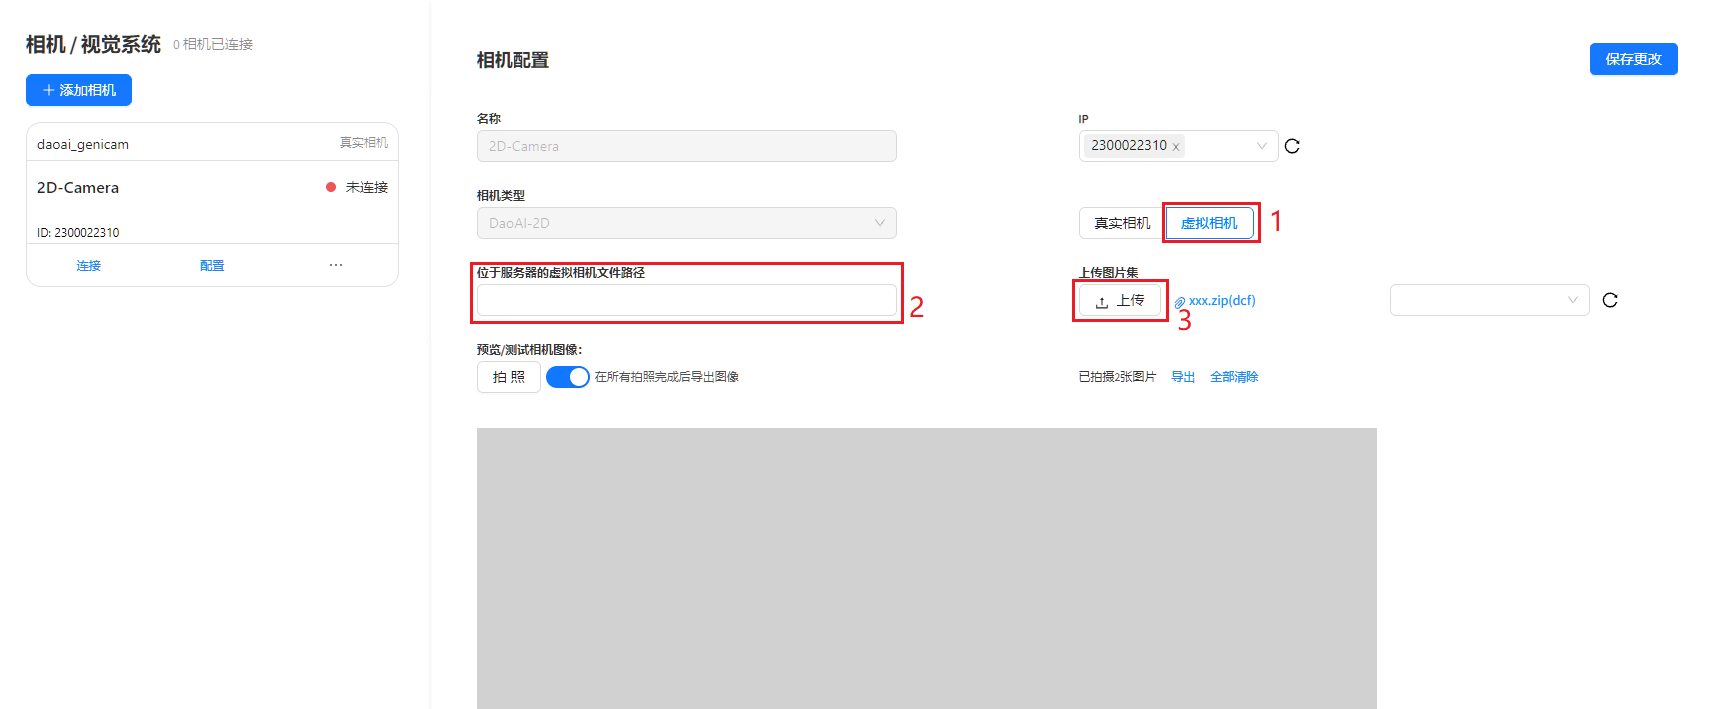 相机 / 视觉系统 0 相机已连接
+ 添加相机
daoai_genicam 真实相机
2D-Camera 未连接
ID: 2300022310
连接 配置 ···
相机配置 保存更改
名称 IP
2D-Camera 2300022310 x
相机类型
DaoAI-2D 真实相机 虚拟相机 1
位于服务器的虚拟相机文件路径 上传图片集
2 上传 xxx.zip(dcf)
3
预览/测试相机图像:
拍 照 在所有拍照完成后导出图像 已拍摄2张图片 导出 全部清除